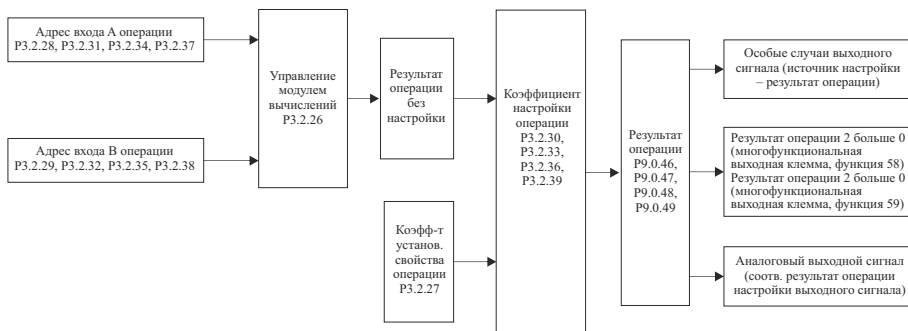 Адрес входа А операции
P3.2.28, P3.2.31, P3.2.34, P3.2.37
Адрес входа В операции
P3.2.29, P3.2.32, P3.2.35, P3.2.38
Управление
модулем
вычислений
P3.2.26
Результат
операции
без
настройки
Коэфф-т
установ.
свойства
операции
P3.2.27
Коэффициент
настройки
операции
P3.2.30,
P3.2.33,
P3.2.36,
P3.2.39
Результат
операции
P9.0.46,
P9.0.47,
P9.0.48,
P9.0.49
Особые случаи выходного
сигнала (источник настройки
– результат операции)
Результат операции 2 больше 0
(многофункциональная
выходная клемма, функция 58)
Результат операции 2 больше 0
(многофункциональная
выходная клемма, функция 59)
Аналоговый выходной сигнал
(соотв. результат операции
настройки выходного сигнала)